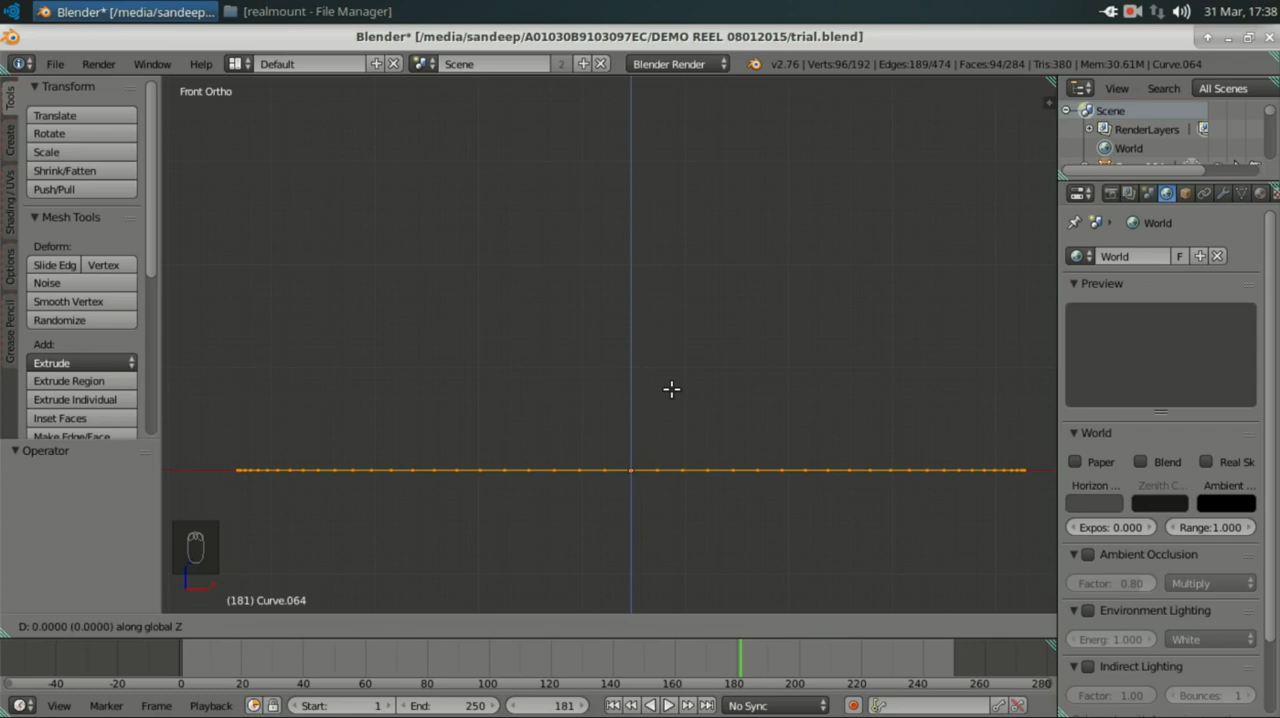 Blender* [/media/sandeep... [realmount - File Manager] 31 Mar, 17:38
Blender* [/media/sandeep/A01030B9103097EC/DEMO REEL 08012015/trial.blend]
File Render Window Help Default Scene 2 Blender Render v2.76 | Verts:96/192 | Edges:189/474 | Faces:94/284 | Tris:380 | Mem:30.61M | Curve.064
Tools
Create
Shading / UVs
Options
Grease Pencil
Transform
Translate
Rotate
Scale
Shrink/Fatten
Push/Pull
Mesh Tools
Deform:
Slide Edg Vertex
Noise
Smooth Vertex
Randomize
Add:
Extrude
Extrude Region
Extrude Individual
Inset Faces
Make Edge/Face
Operator
Front Ortho
(181) Curve.064
D: 0.0000 (0.0000) along global Z
View Search All Scenes
Scene
RenderLayers
World
World
World F
Preview
World
Paper Blend Real Sk
Horizon ... Zenith C... Ambient ...
Expos: 0.000 Range:1.000
Ambient Occlusion
Factor: 0.80 Multiply
Environment Lighting
Energ: 1.000 White
Indirect Lighting
Factor: 1.00 Bounces: 1
-40 -20 0 20 40 60 80 100 120 140 160 180 200 220 240 260 280
View Marker Frame Playback Start: 1 End: 250 181 No Sync